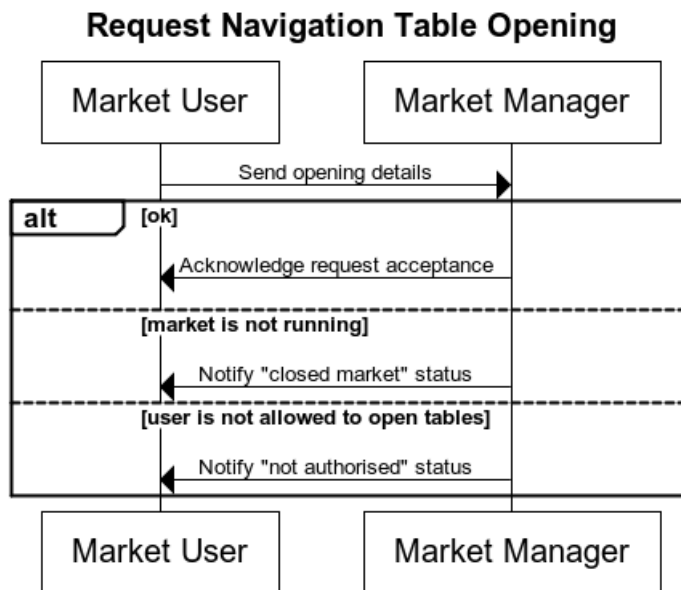 Request Navigation Table Opening
Market User
Market Manager
Send opening details
alt
[ok]
Acknowledge request acceptance
[market is not running]
Notify "closed market" status
[user is not allowed to open tables]
Notify "not authorised" status
Market User
Market Manager